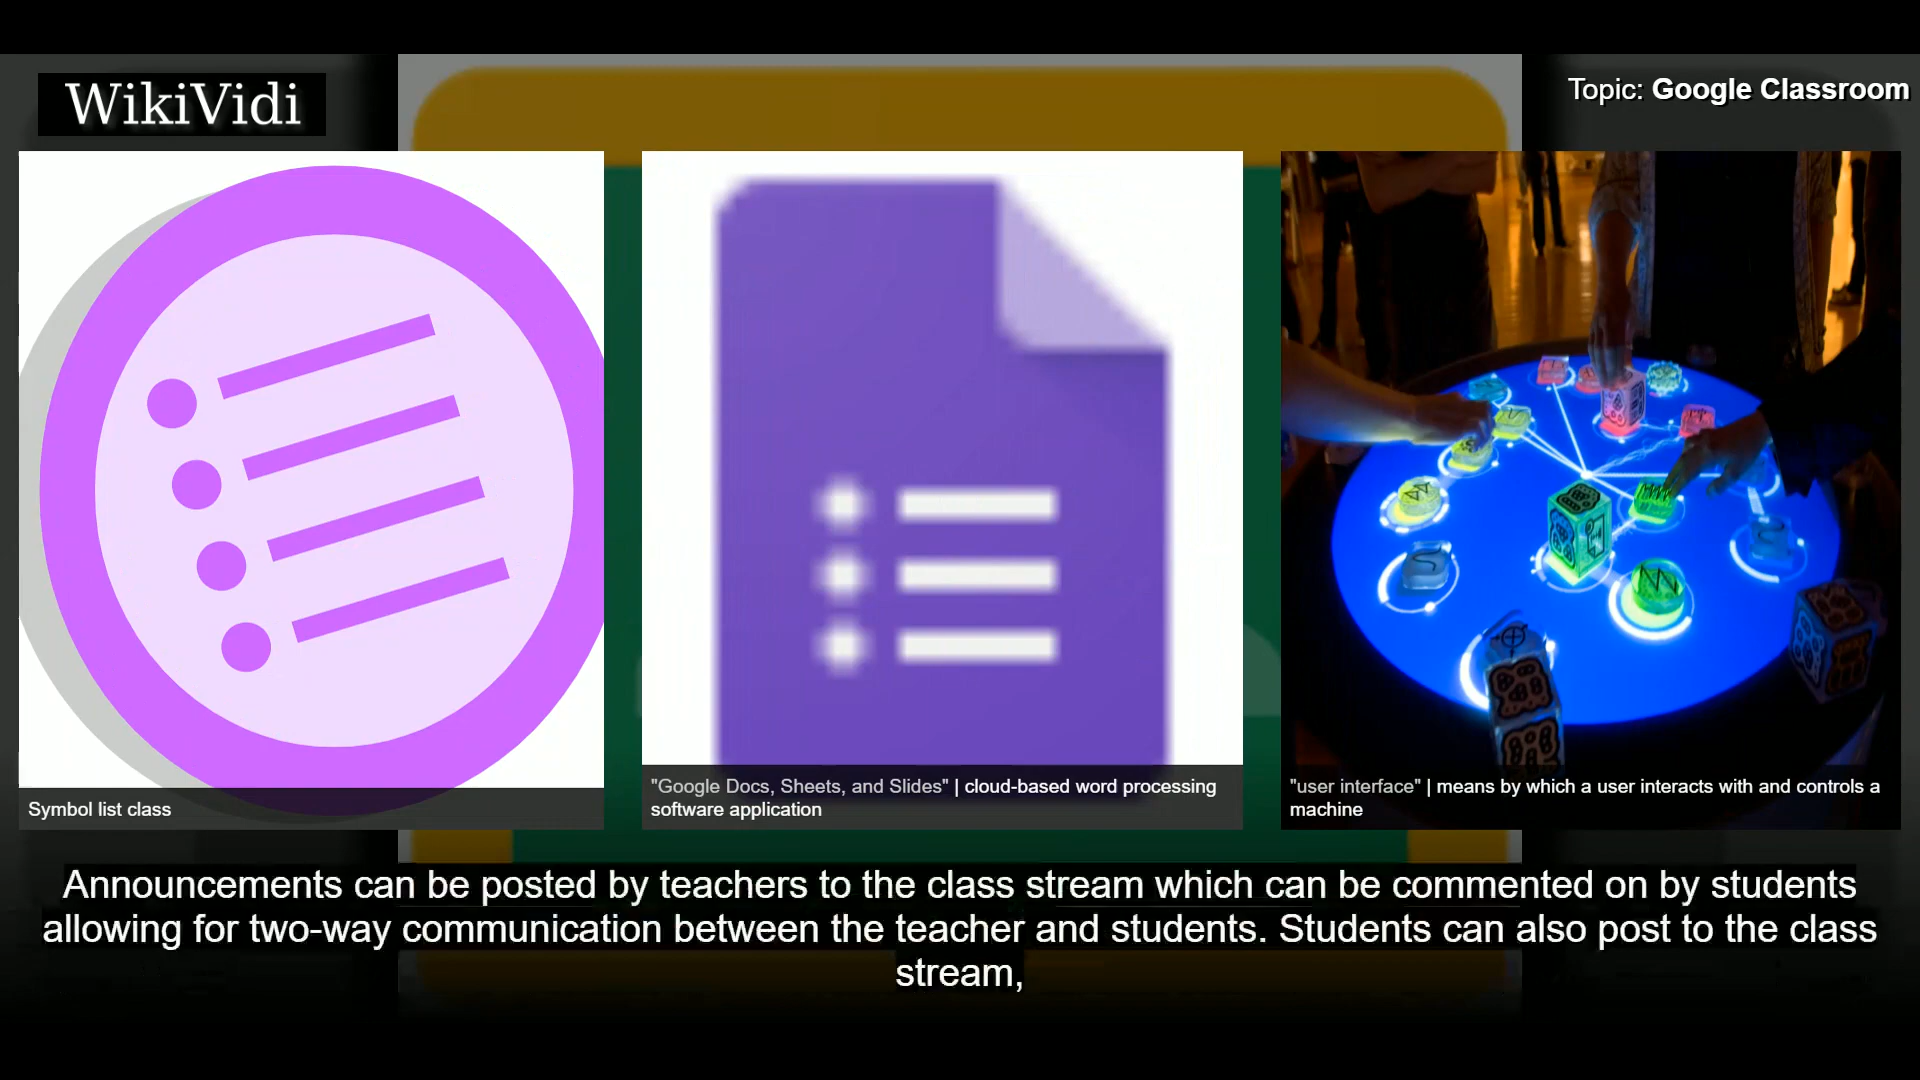 WikiVidi
Topic: Google Classroom
Symbol list class
"Google Docs, Sheets, and Slides" | cloud-based word processing
software application
"user interface" | means by which a user interacts with and controls a
machine
Announcements can be posted by teachers to the class stream which can be commented on by students
allowing for two-way communication between the teacher and students. Students can also post to the class
stream,